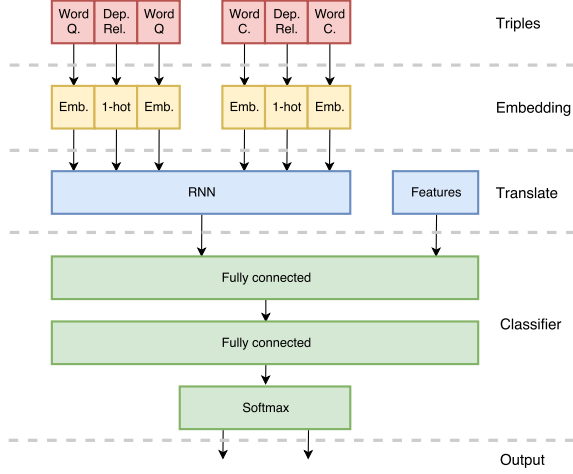 Word Q.
Dep. Rel.
Word Q
Word C.
Dep. Rel.
Word C.
Triples
Emb.
1-hot
Emb.
Emb.
1-hot
Emb.
Embedding
RNN
Features
Translate
Fully connected
Fully connected
Classifier
Softmax
Output